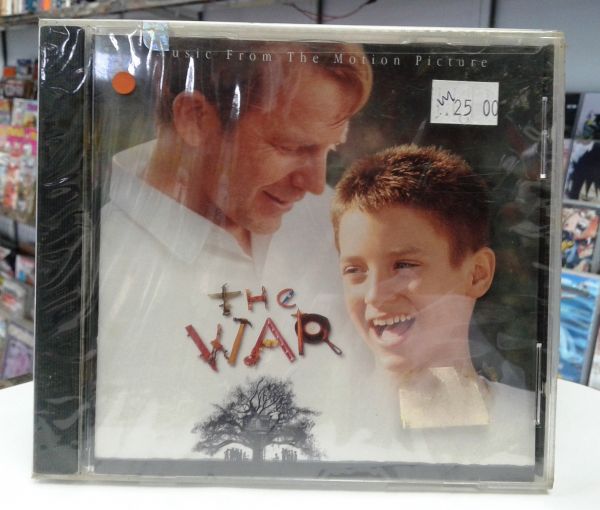 Music From The Motion Picture
25 00
THE
WAR